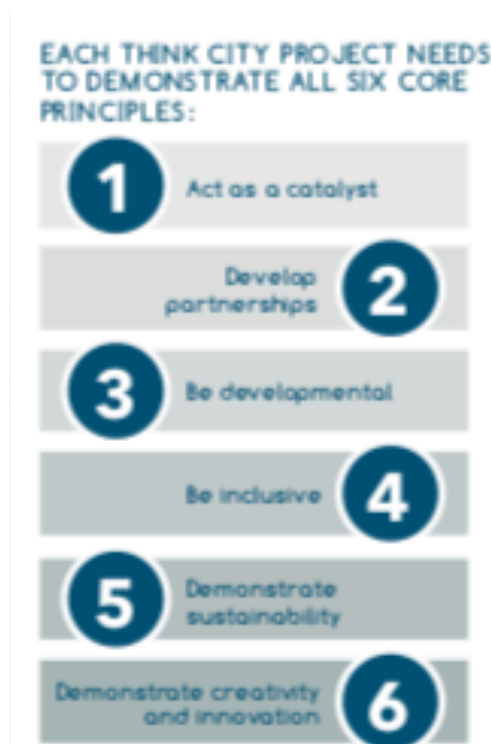 EACH THINK CITY PROJECT NEEDS
TO DEMONSTRATE ALL SIX CORE
PRINCIPLES:
1 Act as a catalyst
Develop
partnerships 2
3 Be developmental
Be inclusive 4
5 Demonstrate
sustainability
Demonstrate creativity
and innovation 6